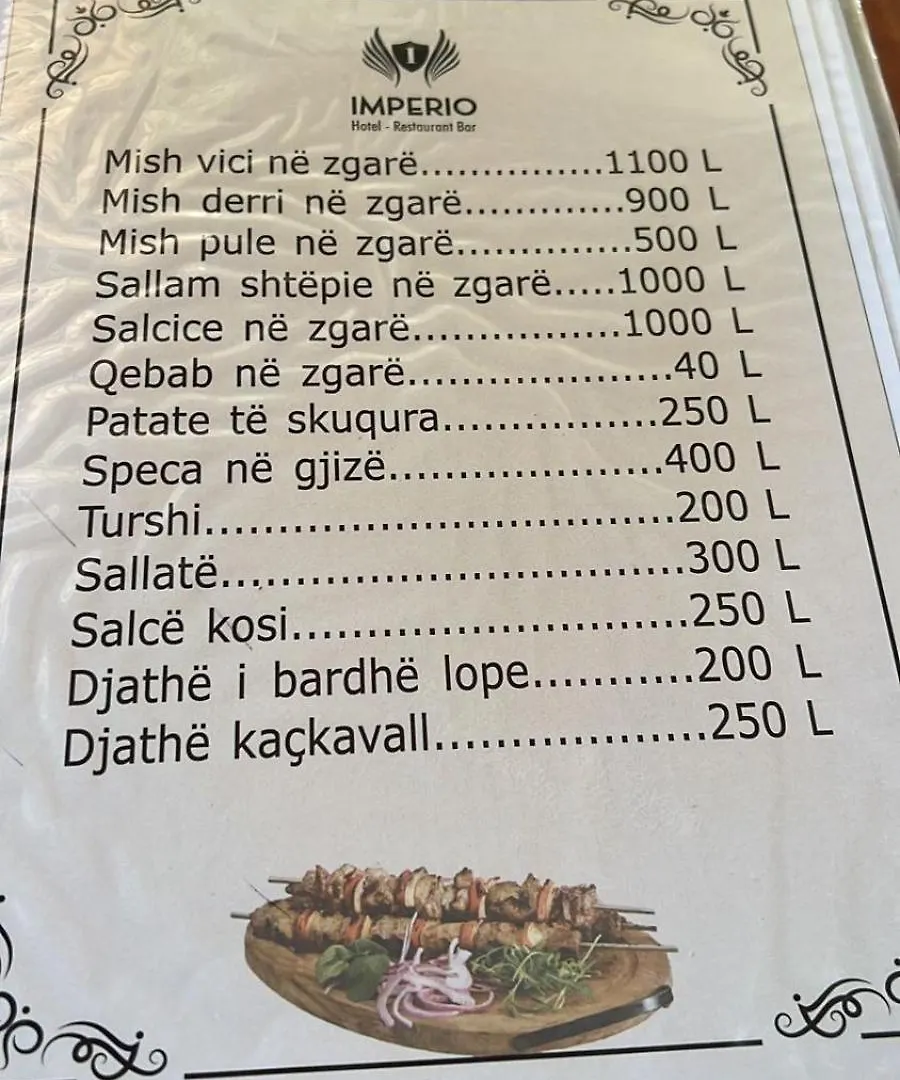 1
IMPERIO
Hotel - Restaurant Bar
Mish vici në zgarë...............1100 L
Mish derri në zgarë.............900 L
Mish pule në zgarë..............500 L
Sallam shtëpie në zgarë.....1000 L
Salcice në zgarë.................1000 L
Qebab në zgarë.....................40 L
Patate të skuqura.................250 L
Speca në gjizë.....................400 L
Turshi....................................200 L
Sallatë...................................300 L
Salcë kosi.............................250 L
Djathë i bardhë lope...........200 L
Djathë kaçkavall...................250 L